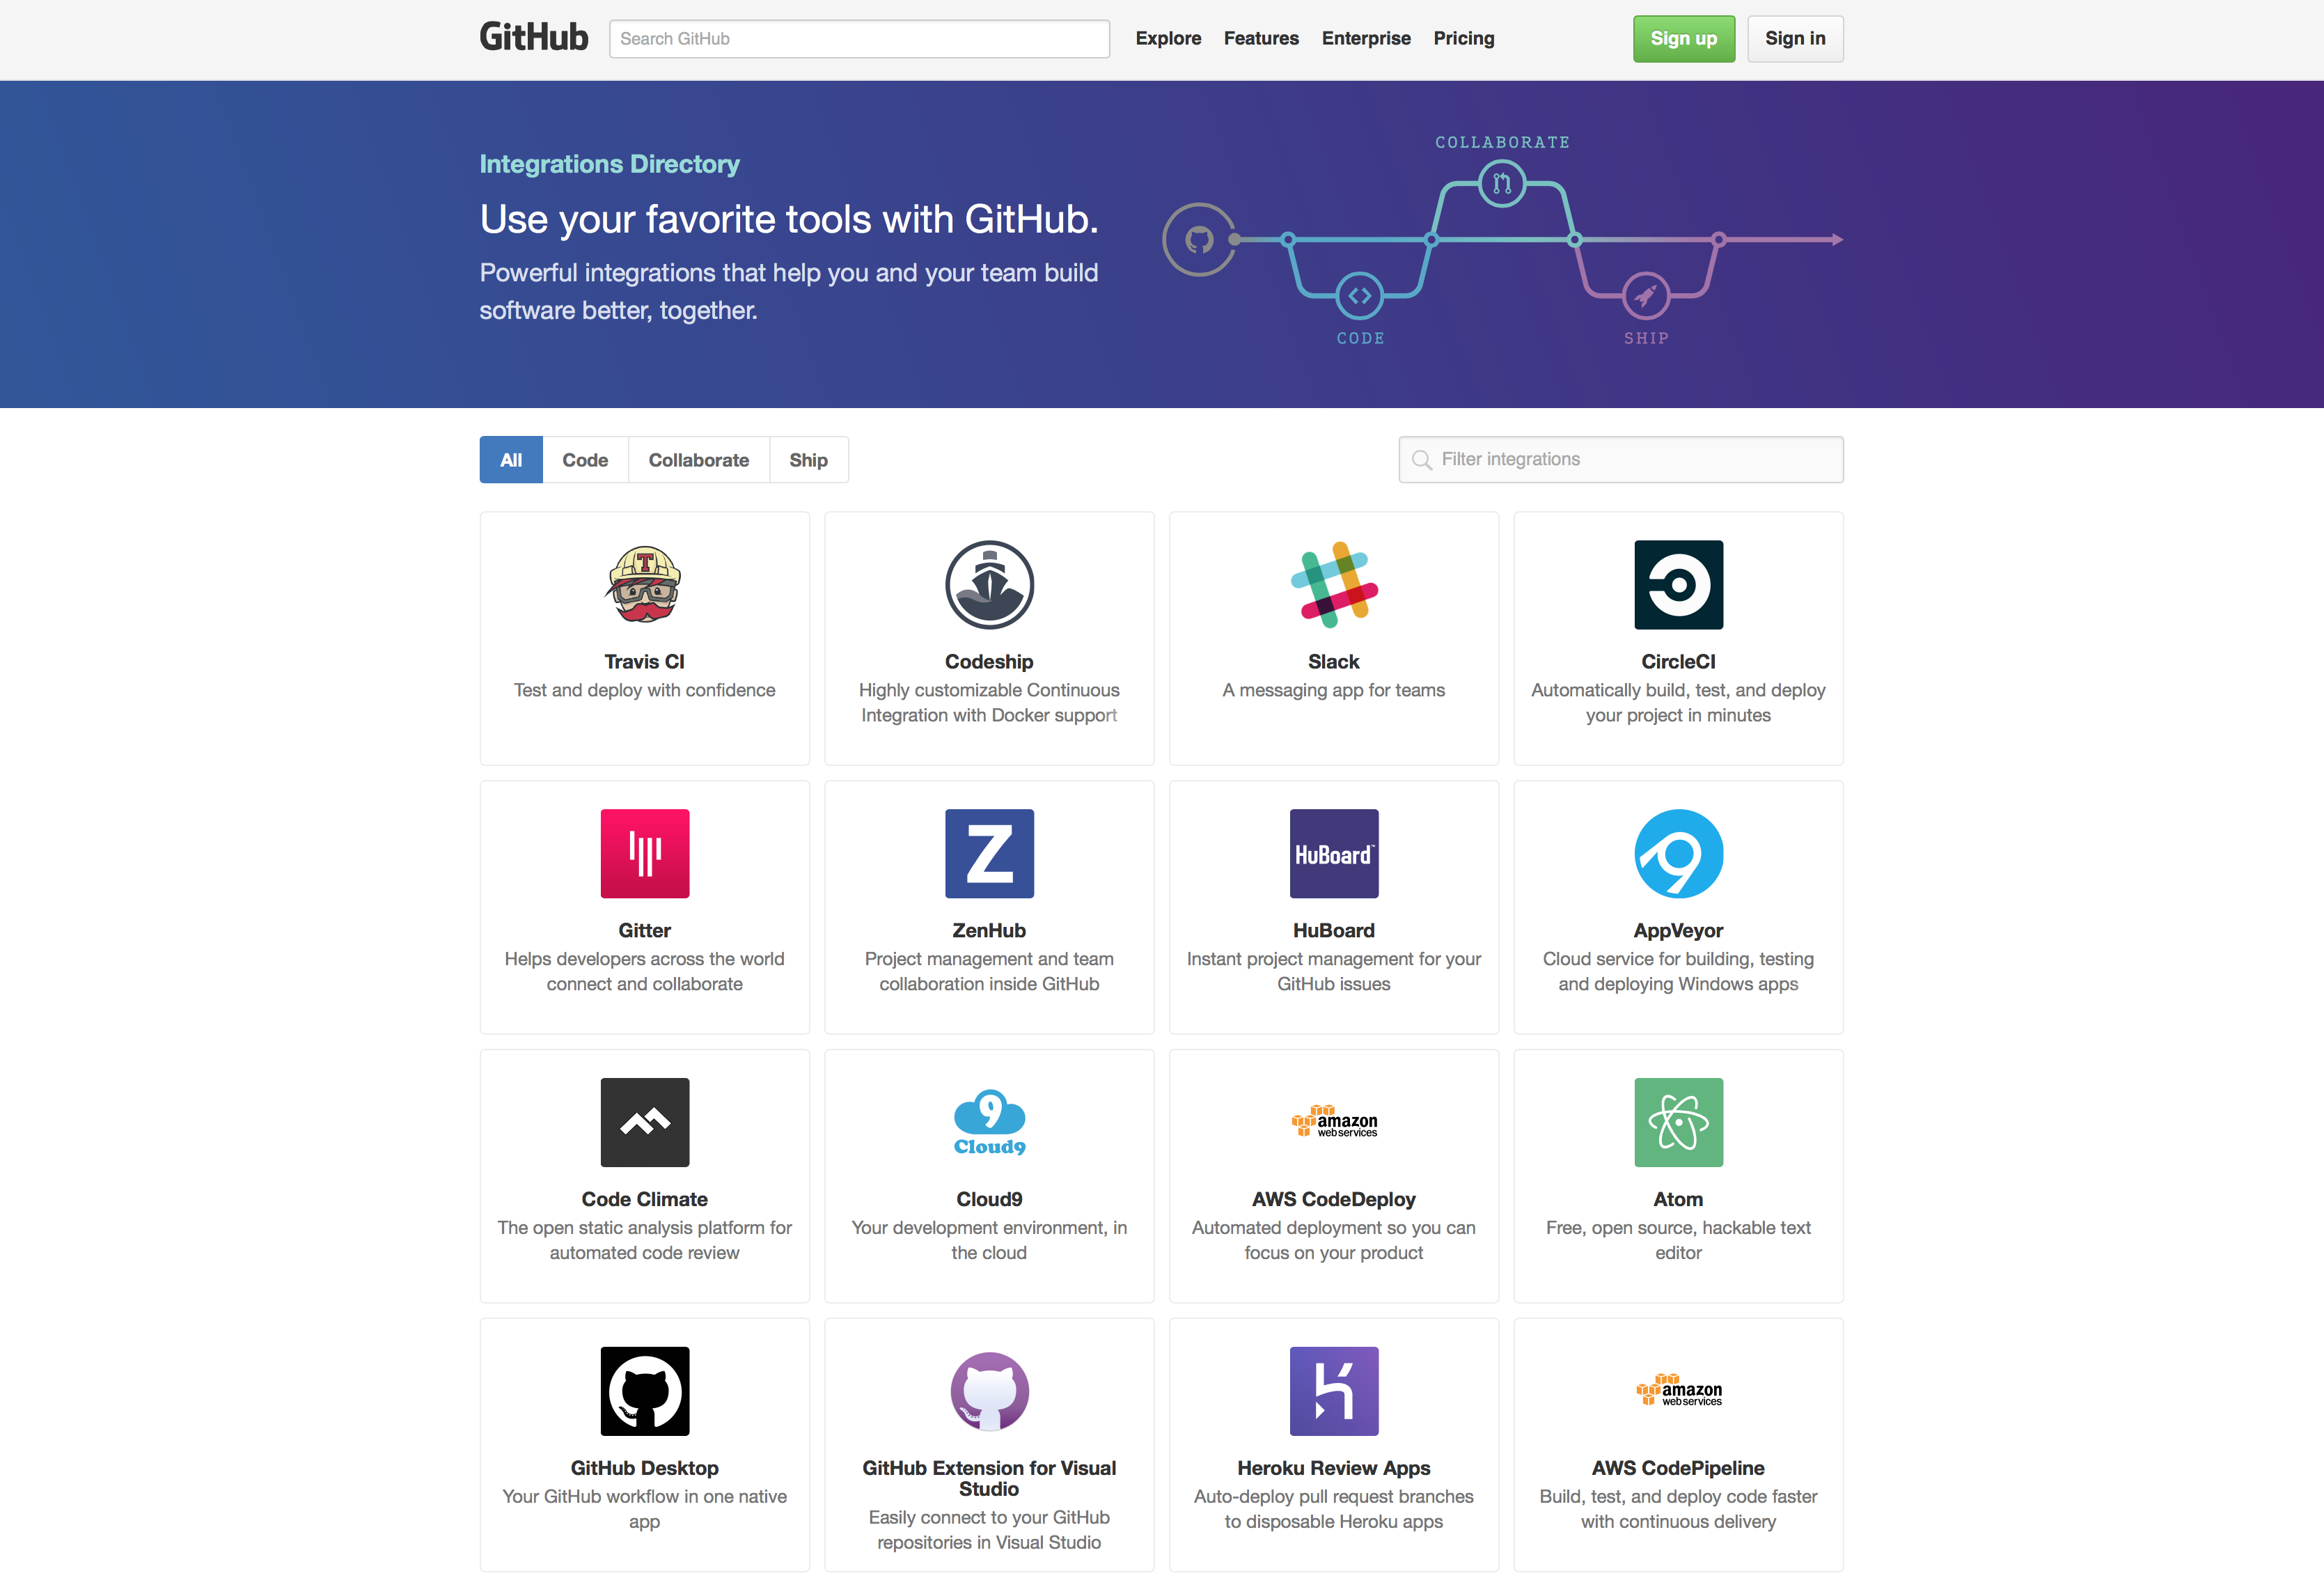 GitHub
Search GitHub
Explore Features Enterprise Pricing
Sign up
Sign in
Integrations Directory
Use your favorite tools with GitHub.
Powerful integrations that help you and your team build
software better, together.
COLLABORATE
CODE
SHIP
All
Code
Collaborate
Ship
Filter integrations
T
Travis CI
Test and deploy with confidence
Codeship
Highly customizable Continuous
Integration with Docker support
Slack
A messaging app for teams
CircleCI
Automatically build, test, and deploy
your project in minutes
Gitter
Helps developers across the world
connect and collaborate
Z
ZenHub
Project management and team
collaboration inside GitHub
HuBoard™
HuBoard
Instant project management for your
GitHub issues
AppVeyor
Cloud service for building, testing
and deploying Windows apps
Code Climate
The open static analysis platform for
automated code review
9
Cloud9
Cloud9
Your development environment, in
the cloud
amazon
web services
AWS CodeDeploy
Automated deployment so you can
focus on your product
Atom
Free, open source, hackable text
editor
GitHub Desktop
Your GitHub workflow in one native
app
GitHub Extension for Visual
Studio
Easily connect to your GitHub
repositories in Visual Studio
Heroku Review Apps
Auto-deploy pull request branches
to disposable Heroku apps
amazon
web services
AWS CodePipeline
Build, test, and deploy code faster
with continuous delivery